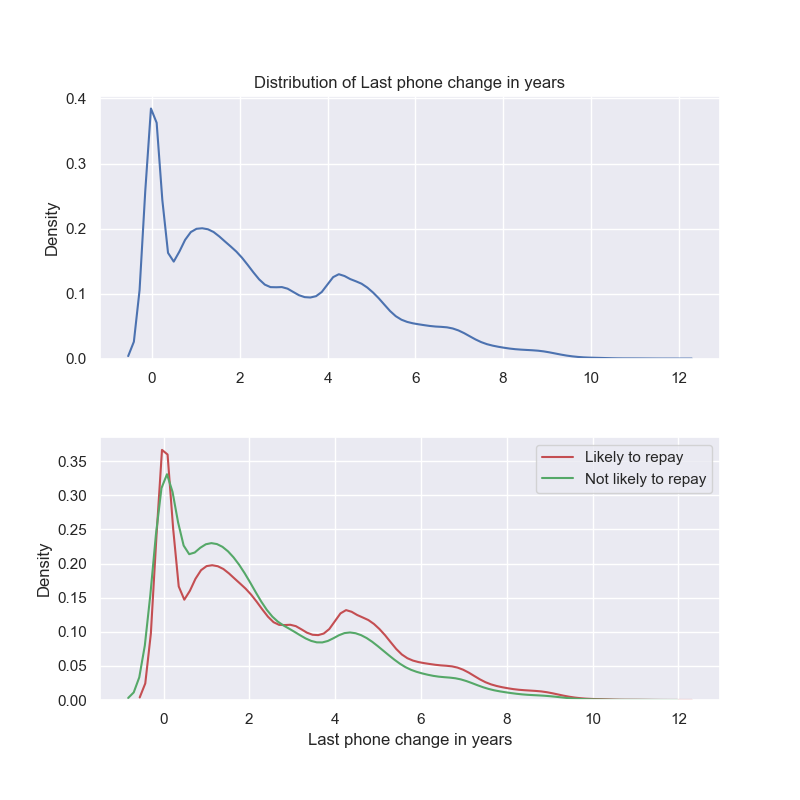 Distribution of Last phone change in years
0.4
0.3
0.2
0.1
0.0
Density
0 2 4 6 8 10 12
0.35
0.30
0.25
0.20
0.15
0.10
0.05
0.00
Density
Likely to repay
Not likely to repay
0 2 4 6 8 10 12
Last phone change in years